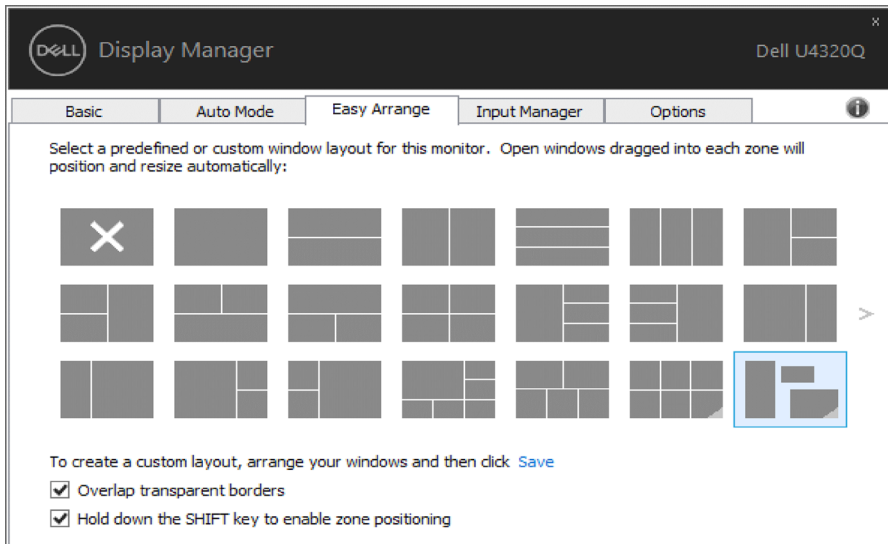 x
DELL Display Manager
Dell U4320Q
Basic
Auto Mode
Easy Arrange
Input Manager
Options
i
Select a predefined or custom window layout for this monitor. Open windows dragged into each zone will
position and resize automatically:
>
To create a custom layout, arrange your windows and then click Save
Overlap transparent borders
Hold down the SHIFT key to enable zone positioning